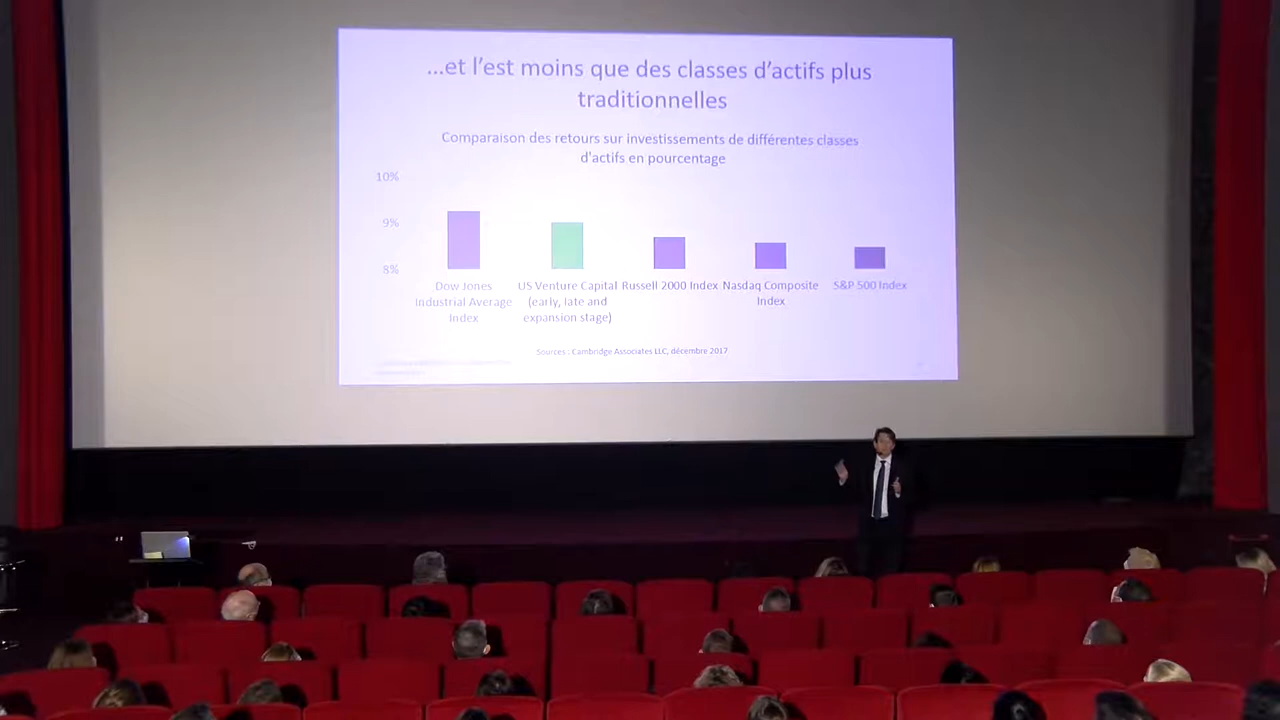 ...et l'est moins que des classes d'actifs plus
traditionnelles
Comparaison des retours sur investissements de différentes classes
d'actifs en pourcentage
10%
9%
8%
Dow Jones
Industrial Average
Index
US Venture Capital
(early, late and
expansion stage)
Russell 2000 Index
Nasdaq Composite
Index
S&P 500 Index
Sources : Cambridge Associates LLC, décembre 2017